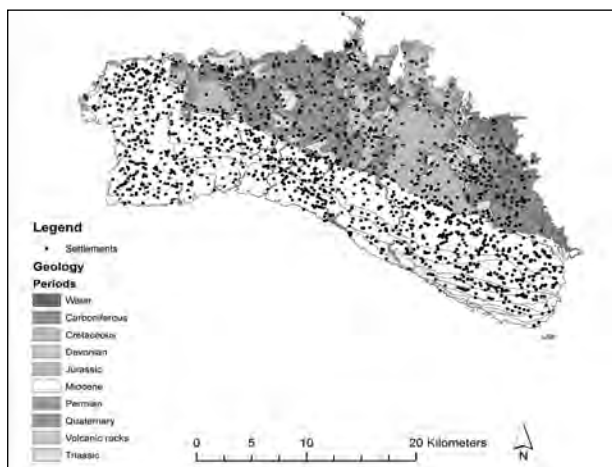 Legend
Settlements
Geology
Periods
Water
Carboniferous
Cretaceous
Devonian
Jurassic
Miocene
Permian
Quaternary
Volcanic rocks
Triassic
0 5 10 20 Kilometers
N